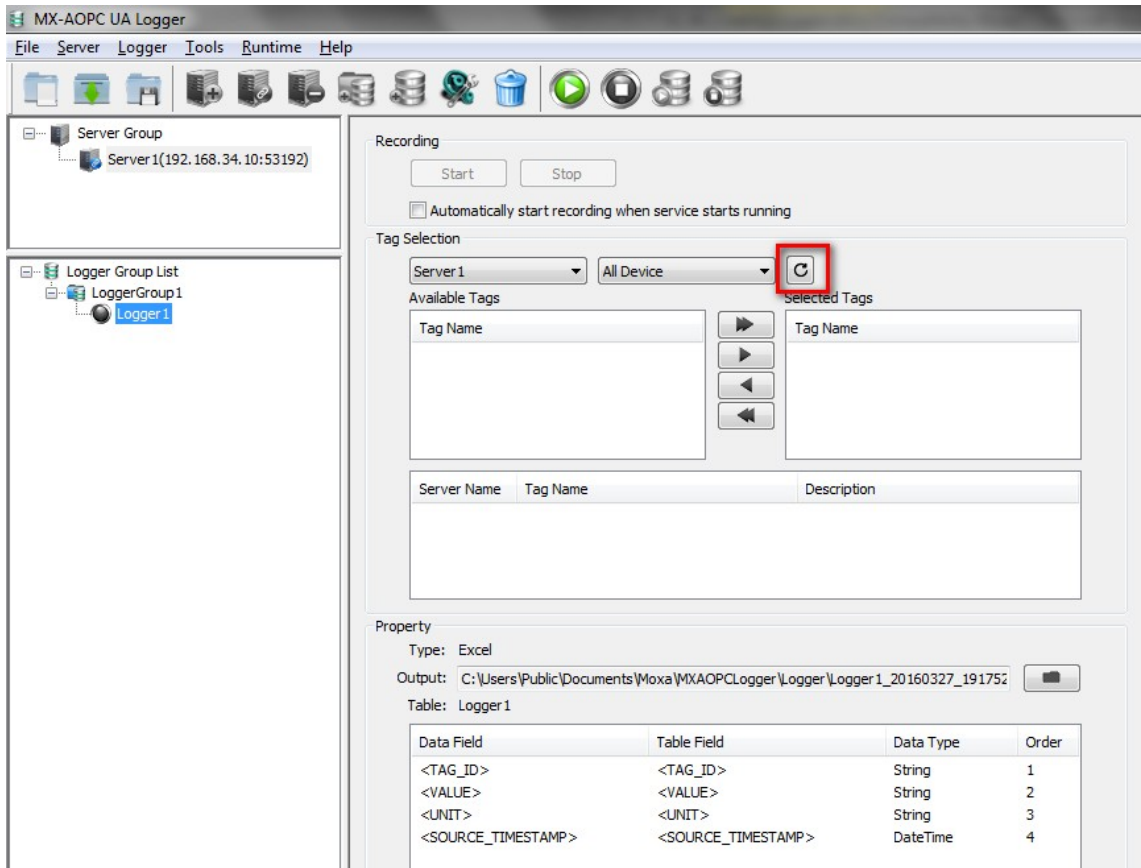 MX-AOPC UA Logger
File Server Logger Tools Runtime Help
Server Group
Server1(192.168.34.10:53192)
Logger Group List
LoggerGroup1
Logger1
Recording
Start Stop
Automatically start recording when service starts running
Tag Selection
Server1 All Device
Available Tags Selected Tags
Tag Name Tag Name
Server Name Tag Name Description
Property
Type: Excel
Output: C:\Users\Public\Documents\Moxa\MXAOPCLogger\Logger\Logger1_20160327_191752
Table: Logger1
Data Field Table Field Data Type Order
<TAG_ID> <TAG_ID> String 1
<VALUE> <VALUE> String 2
<UNIT> <UNIT> String 3
<SOURCE_TIMESTAMP> <SOURCE_TIMESTAMP> DateTime 4